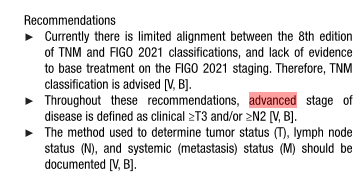 Recommendations
► Currently there is limited alignment between the 8th edition
of TNM and FIGO 2021 classifications, and lack of evidence
to base treatment on the FIGO 2021 staging. Therefore, TNM
classification is advised [V, B].
► Throughout these recommendations, advanced stage of
disease is defined as clinical ≥T3 and/or ≥N2 [V, B].
► The method used to determine tumor status (T), lymph node
status (N), and systemic (metastasis) status (M) should be
documented [V, B].